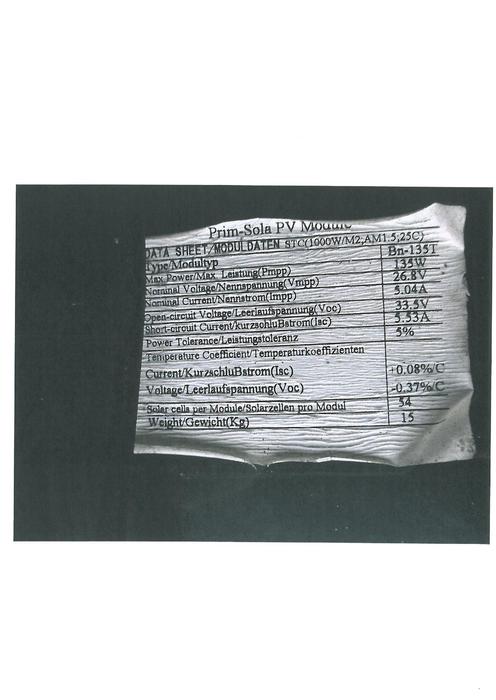 Prim-Sola PV Module
DATA SHEET/MODULDATEN STC(1000W/M2,AM1.5,25C)
Type/Modultyp Bn-135T
Max Power/Max Leistung(Pmpp) 135W
Nominal Voltage/Nennspannung(Vmpp) 26.8V
Nominal Current/Nennstrom(Impp) 5.04A
Open-circuit Voltage/Leerlaufspannung(Voc) 33.5V
Short-circuit Current/kurzschluBstrom(Isc) 5.53A
Power Tolerance/Leistungstoleranz 5%
Temperature Coefficient/Temperaturkoeffizienten
Current/KurzschluBstrom(Isc) +0.08%/C
Voltage/Leerlaufspannung(Voc) -0.37%/C
Solar cells per Module/Solarzellen pro Modul 54
Weight/Gewicht(Kg) 15